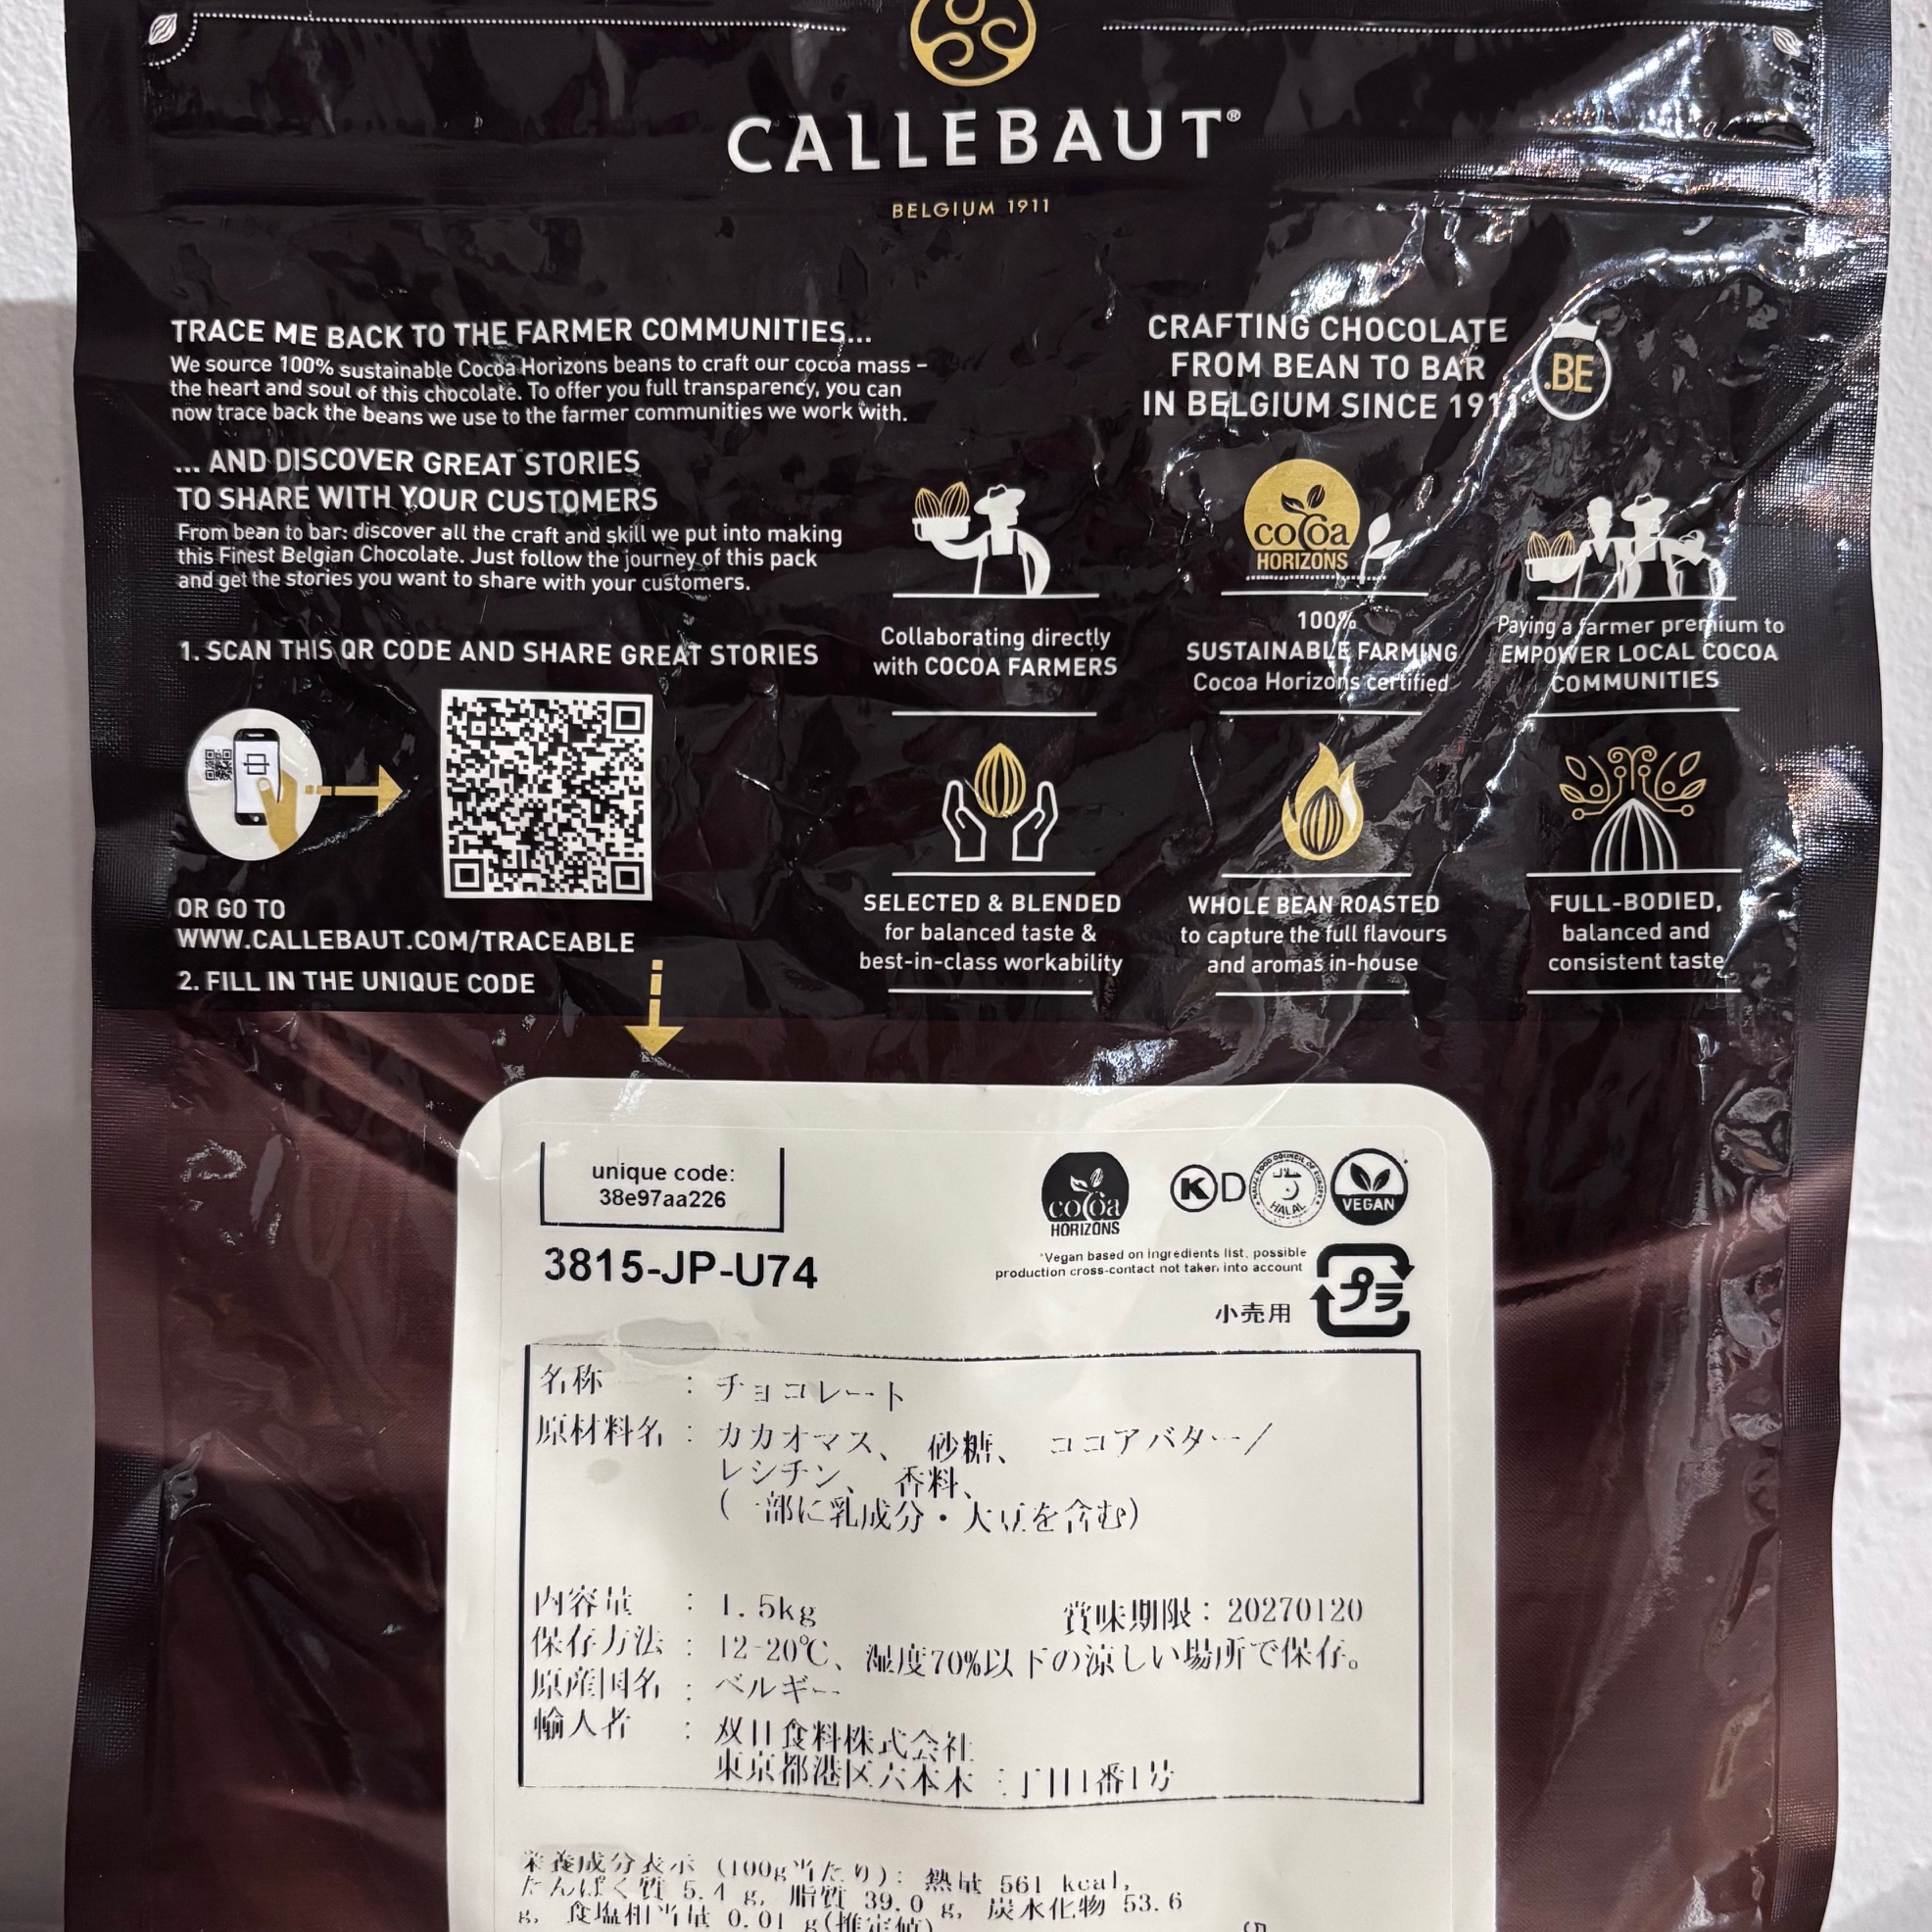 CALLEBAUT®
BELGIUM 1911
TRACE ME BACK TO THE FARMER COMMUNITIES...
We source 100% sustainable Cocoa Horizons beans to craft our cocoa mass –
the heart and soul of this chocolate. To offer you full transparency, you can
now trace back the beans we use to the farmer communities we work with.
... AND DISCOVER GREAT STORIES
TO SHARE WITH YOUR CUSTOMERS
From bean to bar: discover all the craft and skill we put into making
this Finest Belgian Chocolate. Just follow the journey of this pack
and get the stories you want to share with your customers.
1. SCAN THIS QR CODE AND SHARE GREAT STORIES
OR GO TO
WWW.CALLEBAUT.COM/TRACEABLE
2. FILL IN THE UNIQUE CODE
CRAFTING CHOCOLATE
FROM BEAN TO BAR
IN BELGIUM SINCE 1911
.BE
Collaborating directly
with COCOA FARMERS
cocoa
HORIZONS
100%
SUSTAINABLE FARMING
Cocoa Horizons certified
Paying a farmer premium to
EMPOWER LOCAL COCOA
COMMUNITIES
SELECTED & BLENDED
for balanced taste &
best-in-class workability
WHOLE BEAN ROASTED
to capture the full flavours
and aromas in-house
FULL-BODIED,
balanced and
consistent taste
unique code:
38e97aa226
3815-JP-U74
cocoa
HORIZONS
K D
HALAL FOOD COUNCIL OF EUROPE
حلال
HALAL
VEGAN*
*Vegan based on ingredients list, possible
production cross-contact not taken into account
小売用
プラ
名称 : チョコレート
原材料名 : カカオマス、 砂糖、 ココアバター/
レシチン、 香料、
(一部に乳成分・大豆を含む)
内容量 : 1.5kg 賞味期限 : 20270120
保存方法 : 12-20℃、湿度70%以下の涼しい場所で保存。
原産国名 : ベルギー
輸入者 : 双日食料株式会社
東京都港区六本木三丁目1番1号
栄養成分表示 (100g当たり): 熱量 561 kcal,
たんぱく質 5.4 g, 脂質 39.0 g, 炭水化物 53.6
g, 食塩相当量 0.01 g(推定値)